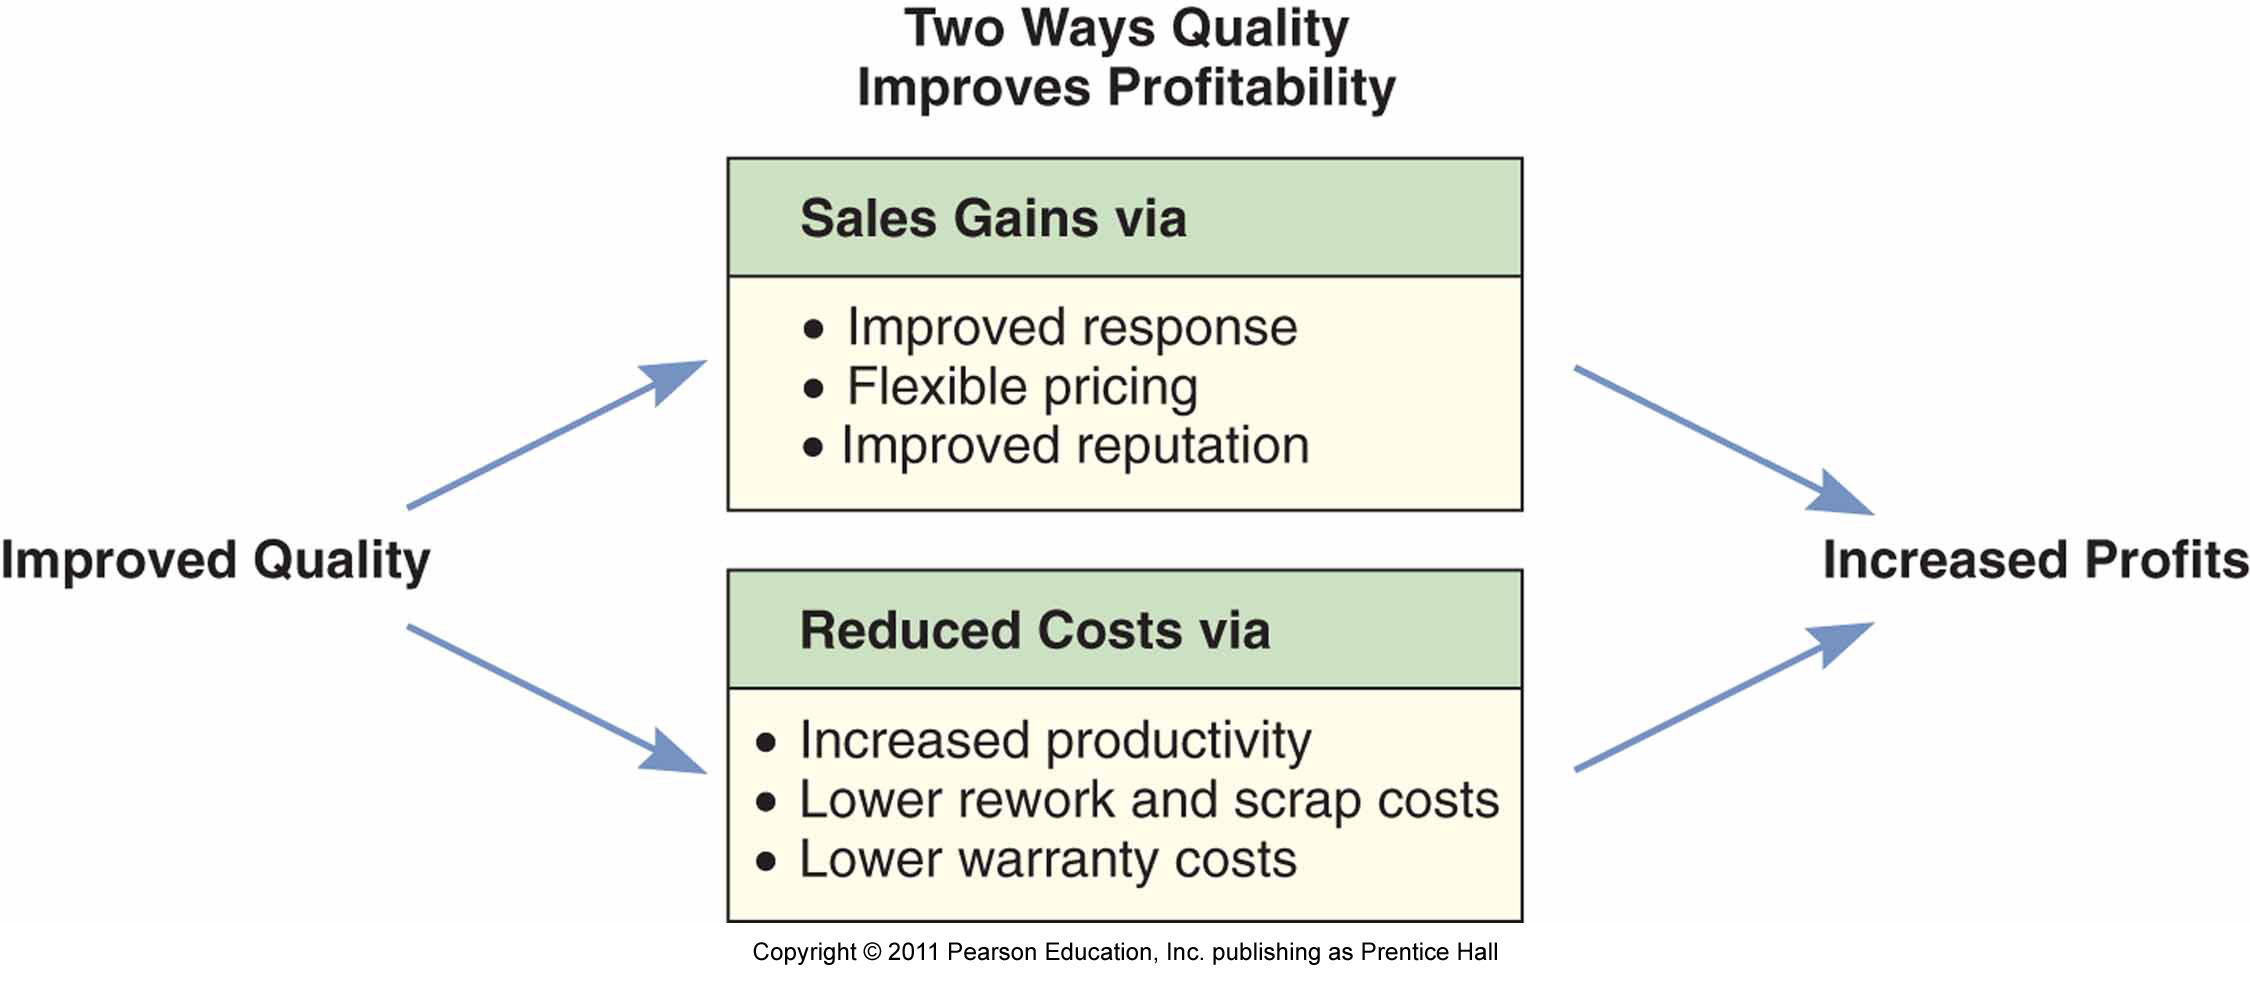 Two Ways Quality
Improves Profitability
Sales Gains via
• Improved response
• Flexible pricing
• Improved reputation
Improved Quality
Increased Profits
Reduced Costs via
• Increased productivity
• Lower rework and scrap costs
• Lower warranty costs
Copyright © 2011 Pearson Education, Inc. publishing as Prentice Hall